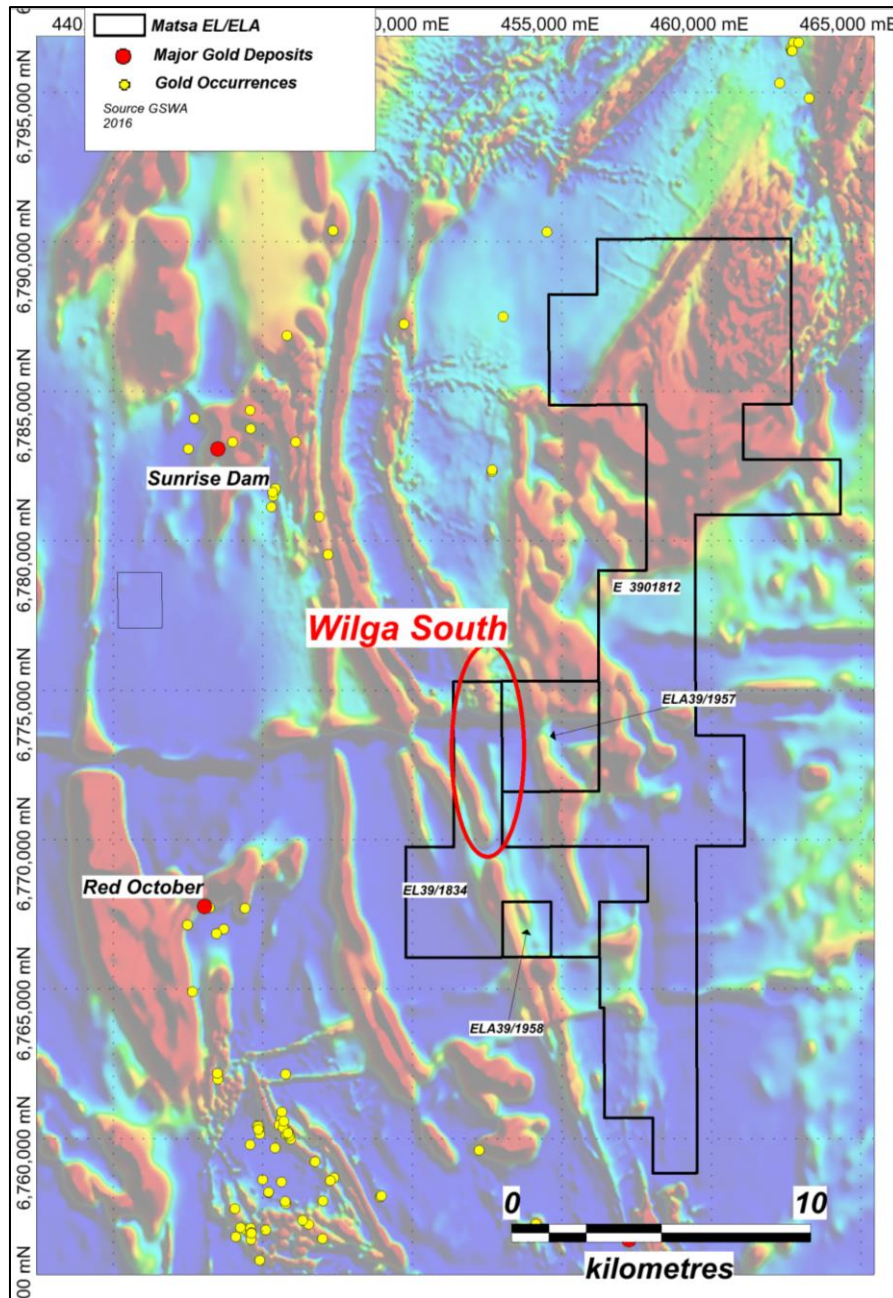 440,
50,000 mE
455,000 mE
460,000 mE
465,000 mE
Matsa EL/ELA
Major Gold Deposits
Gold Occurrences
Source GSWA
2016
6,795,000 mN
6,790,000 mN
6,785,000 mN
Sunrise Dam
6,780,000 mN
E 3901812
Wilga South
6,775,000 mN
ELA39/1957
6,770,000 mN
Red October
EL39/1834
6,765,000 mN
ELA39/1958
6,760,000 mN
0
10
kilometres
00 mN